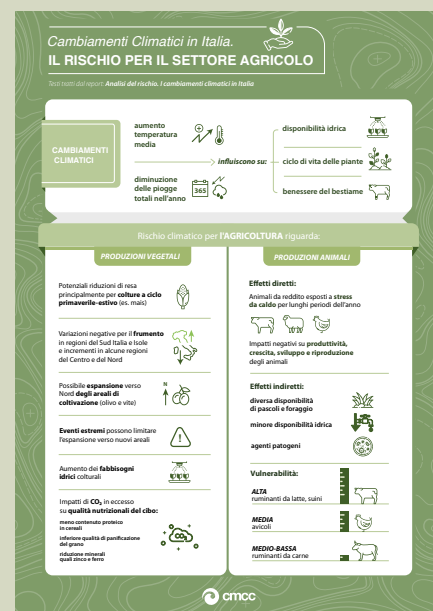 Cambiamenti Climatici in Italia.
IL RISCHIO PER IL SETTORE AGRICOLO
Testi tratti dal report: Analisi del rischio. I cambiamenti climatici in Italia
CAMBIAMENTI
CLIMATICI
aumento
temperatura
media
diminuzione
delle piogge
totali nell'anno
365
influiscono su:
disponibilità idrica
ciclo di vita delle piante
benessere del bestiame
Rischio climatico per l'AGRICOLTURA riguarda:
PRODUZIONI VEGETALI
Potenziali riduzioni di resa
principalmente per colture a ciclo
primaverile-estivo (es. mais)
Variazioni negative per il frumento
in regioni del Sud Italia e Isole
e incrementi in alcune regioni
del Centro e del Nord
Possibile espansione verso
Nord degli areali di
coltivazione (olivo e vite)
N
Eventi estremi possono limitare
l'espansione verso nuovi areali
Aumento dei fabbisogni
idrici colturali
Impatti di CO2 in eccesso
su qualità nutrizionali del cibo:
meno contenuto proteico
in cereali
inferiore qualità di panificazione
del grano
riduzione minerali
quali zinco e ferro
CO2
PRODUZIONI ANIMALI
Effetti diretti:
Animali da reddito esposti a stress
da caldo per lunghi periodi dell'anno
Impatti negativi su produttività,
crescita, sviluppo e riproduzione
degli animali
Effetti indiretti:
diversa disponibilità
di pascoli e foraggio
minore disponibilità idrica
agenti patogeni
Vulnerabilità:
ALTA
ruminanti da latte, suini
MEDIA
avicoli
MEDIO-BASSA
ruminanti da carne
cmcc